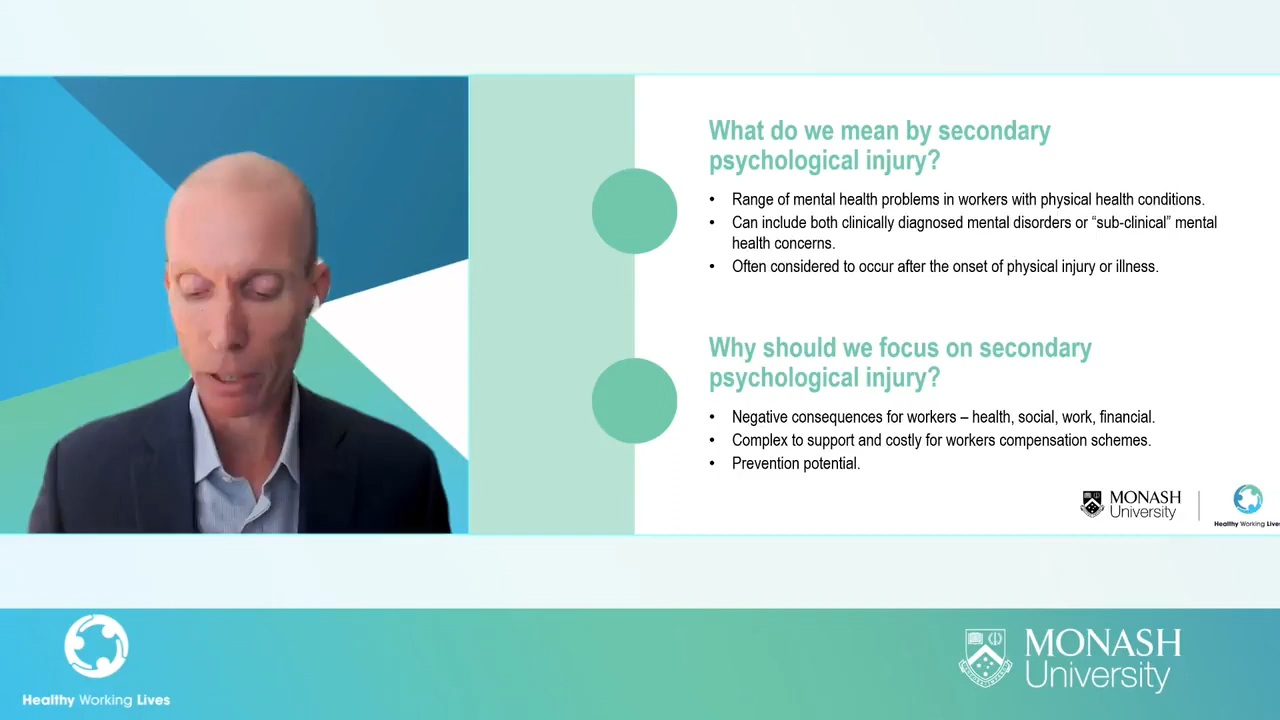 What do we mean by secondary
psychological injury?
• Range of mental health problems in workers with physical health conditions.
• Can include both clinically diagnosed mental disorders or “sub-clinical” mental
health concerns.
• Often considered to occur after the onset of physical injury or illness.
Why should we focus on secondary
psychological injury?
• Negative consequences for workers – health, social, work, financial.
• Complex to support and costly for workers compensation schemes.
• Prevention potential.
MONASH
University
Healthy Working Lives
Healthy Working Lives
MONASH
University